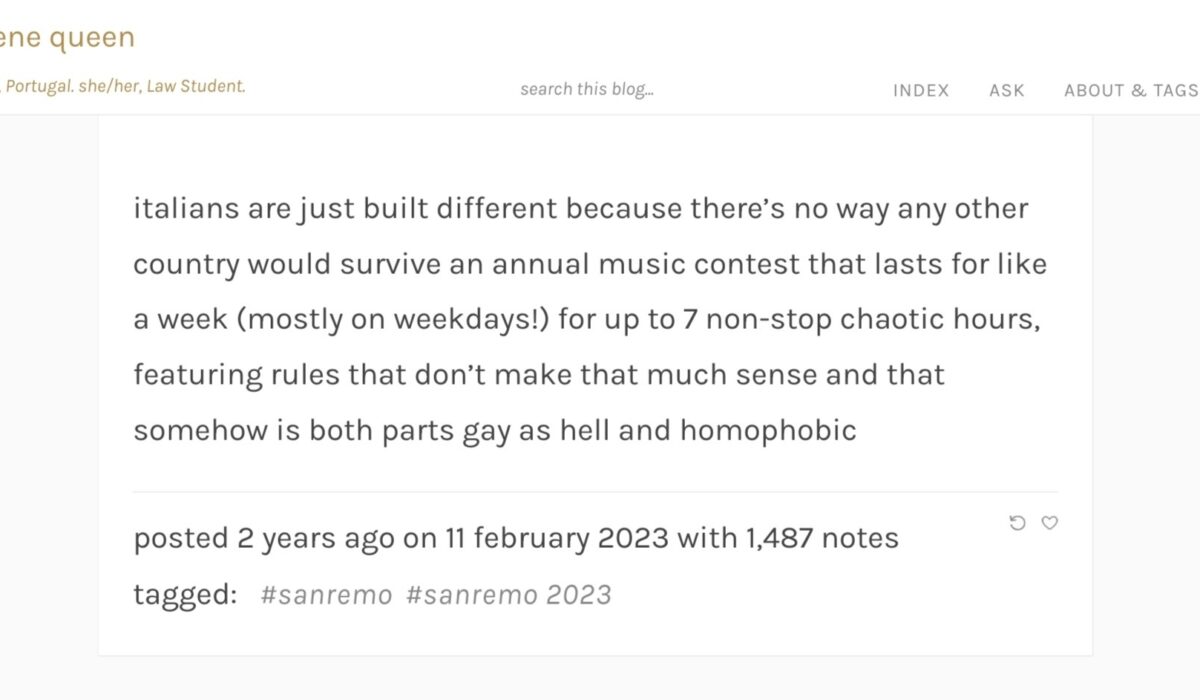 ene queen
, Portugal. she/her, Law Student.
search this blog...
INDEX ASK ABOUT & TAGS
italians are just built different because there’s no way any other
country would survive an annual music contest that lasts for like
a week (mostly on weekdays!) for up to 7 non-stop chaotic hours,
featuring rules that don’t make that much sense and that
somehow is both parts gay as hell and homophobic
posted 2 years ago on 11 february 2023 with 1,487 notes
tagged: #sanremo #sanremo 2023